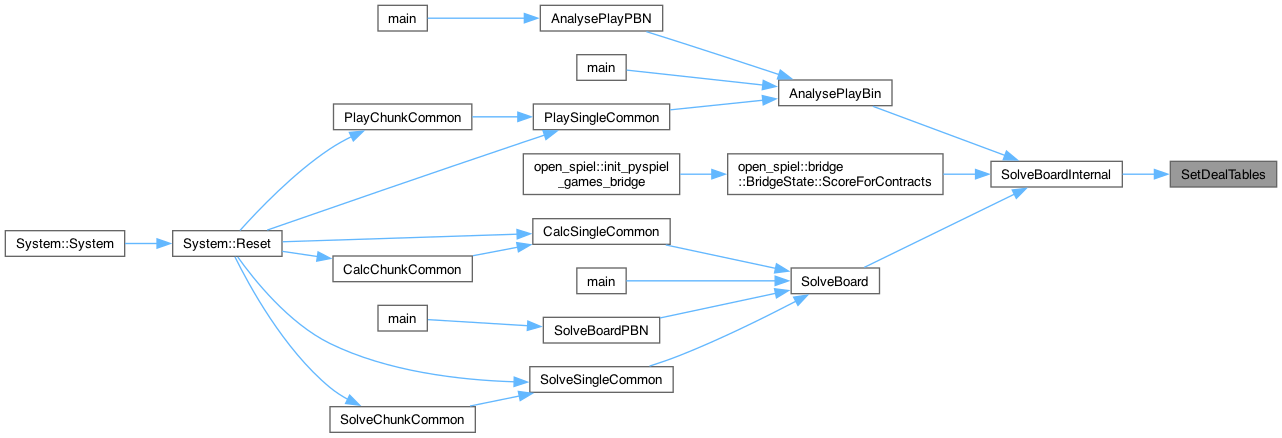 main
AnalysePlayPBN
main
AnalysePlayBin
PlayChunkCommon
PlaySingleCommon
open_spiel::init_pyspiel
_games_bridge
open_spiel::bridge
::BridgeState::ScoreForContracts
SolveBoardInternal
SetDealTables
System::System
System::Reset
CalcSingleCommon
CalcChunkCommon
main
SolveBoard
main
SolveBoardPBN
SolveSingleCommon
SolveChunkCommon